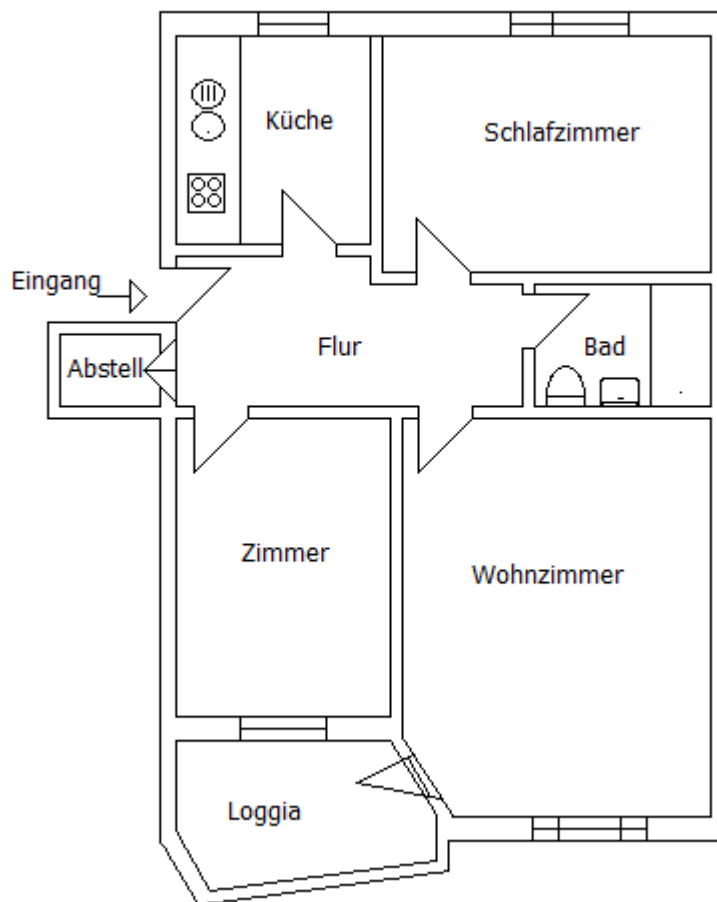 Küche
Schlafzimmer
Eingang
Flur
Bad
Abstell
Zimmer
Wohnzimmer
Loggia